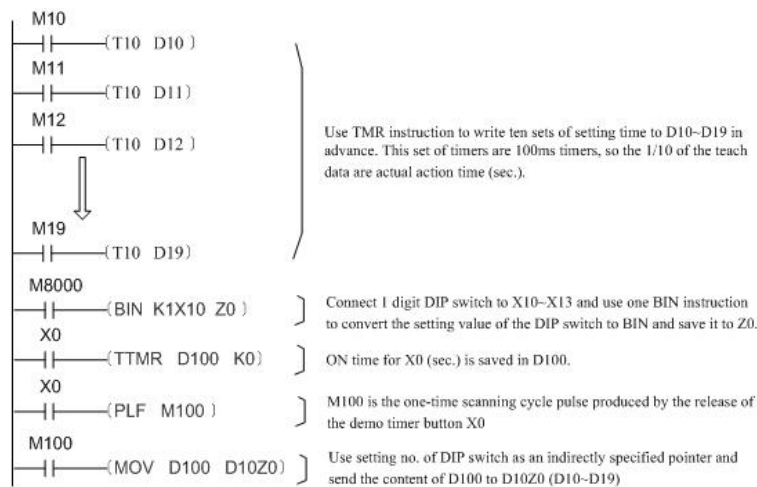 M10
(T10 D10)
M11
(T10 D11)
M12
(T10 D12)
Use TMR instruction to write ten sets of setting time to D10~D19 in
advance. This set of timers are 100ms timers, so the 1/10 of the teach
data are actual action time (sec.).
M19
(T10 D19)
M8000
(BIN K1X10 Z0)
Connect 1 digit DIP switch to X10~X13 and use one BIN instruction
to convert the setting value of the DIP switch to BIN and save it to Z0.
X0
(TTMR D100 K0)
ON time for X0 (sec.) is saved in D100.
X0
(PLF M100)
M100 is the one-time scanning cycle pulse produced by the release of
the demo timer button X0
M100
(MOV D100 D10Z0)
Use setting no. of DIP switch as an indirectly specified pointer and
send the content of D100 to D10Z0 (D10~D19)